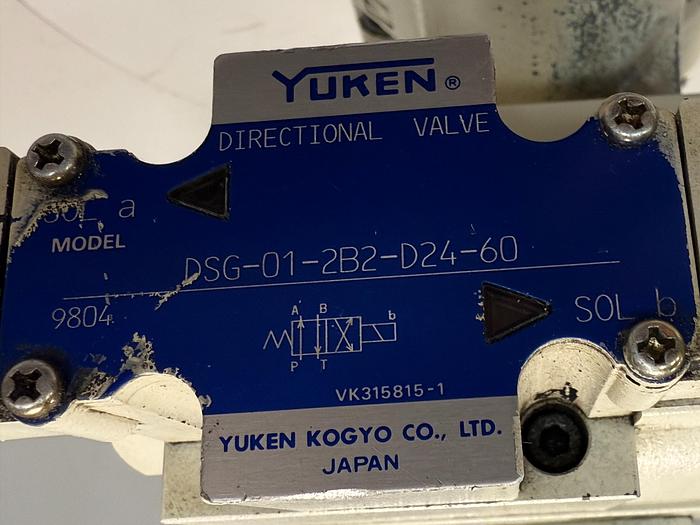 YUKEN®
DIRECTIONAL VALVE
SOL a
MODEL
DSG-01-2B2-D24-60
9804
SOL b
A B b
P T
VK315815-1
YUKEN KOGYO CO., LTD.
JAPAN